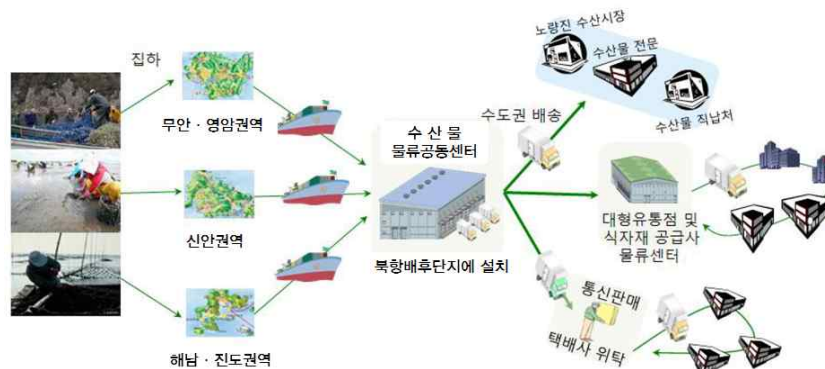 집하
무안 · 영암권역
신안권역
해남 · 진도권역
수 산 물
물류공동센터
북항배후단지에 설치
수도권 배송
노량진 수산시장
수산물 전문
수산물 직납처
대형유통점 및
식자재 공급사
물류센터
통신판매
택배사 위탁